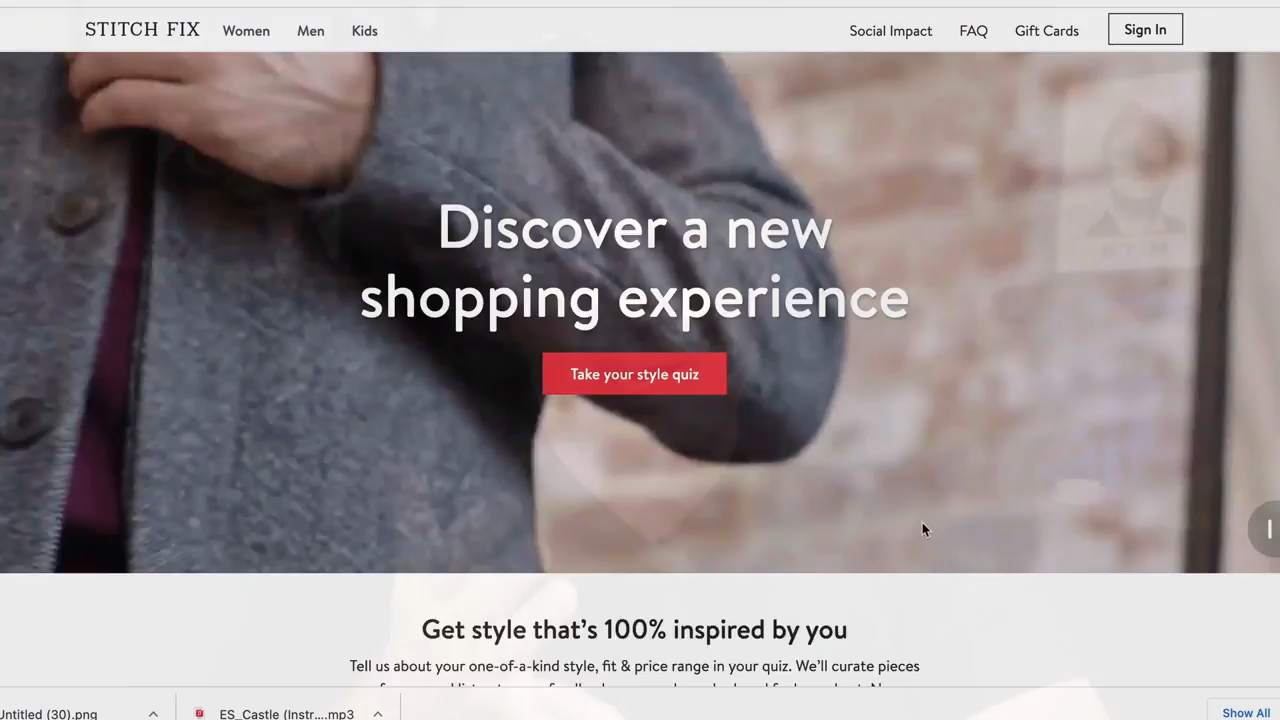 STITCH FIX Women Men Kids Social Impact FAQ Gift Cards Sign In
Discover a new
shopping experience
Take your style quiz
Get style that's 100% inspired by you
Tell us about your one-of-a-kind style, fit & price range in your quiz. We'll curate pieces
Untitled (30).png ES_Castle (Instr....mp3 Show All